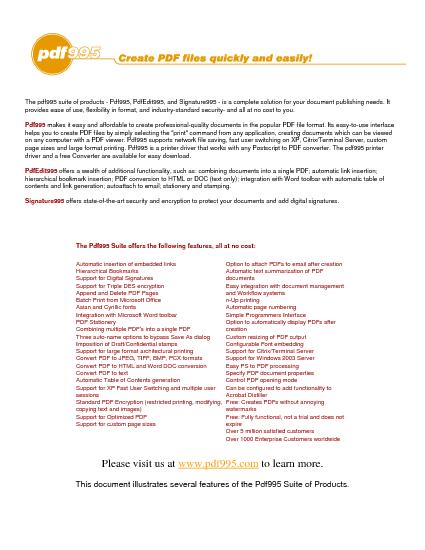 pdf995
Create PDF files quickly and easily!
The pdf995 suite of products - Pdf995, PdfEdit995, and Signature995 - is a complete solution for your document publishing needs. It
provides ease of use, flexibility in format, and industry-standard security- and all at no cost to you.
Pdf995 makes it easy and affordable to create professional-quality documents in the popular PDF file format. Its easy-to-use interface
helps you to create PDF files by simply selecting the "print" command from any application, creating documents which can be viewed
on any computer with a PDF viewer. Pdf995 supports network file saving, fast user switching on XP, Citrix/Terminal Server, custom
page sizes and large format printing. Pdf995 is a printer driver that works with any Postscript to PDF converter. The pdf995 printer
driver and a free Converter are available for easy download.
PdfEdit995 offers a wealth of additional functionality, such as: combining documents into a single PDF; automatic link insertion;
hierarchical bookmark insertion; PDF conversion to HTML or DOC (text only); integration with Word toolbar with automatic table of
contents and link generation; autoattach to email; stationery and stamping.
Signature995 offers state-of-the-art security and encryption to protect your documents and add digital signatures.
The Pdf995 Suite offers the following features, all at no cost:
Automatic insertion of embedded links
Hierarchical Bookmarks
Support for Digital Signatures
Support for Triple DES encryption
Append and Delete PDF Pages
Batch Print from Microsoft Office
Asian and Cyrillic fonts
Integration with Microsoft Word toolbar
PDF Stationery
Combining multiple PDF's into a single PDF
Three auto-name options to bypass Save As dialog
Imposition of Draft/Confidential stamps
Support for large format architectural printing
Convert PDF to JPEG, TIFF, BMP, PCX formats
Convert PDF to HTML and Word DOC conversion
Convert PDF to text
Automatic Table of Contents generation
Support for XP Fast User Switching and multiple user
sessions
Standard PDF Encryption (restricted printing, modifying,
copying text and images)
Support for Optimized PDF
Support for custom page sizes
Option to attach PDFs to email after creation
Automatic text summarization of PDF
documents
Easy integration with document management
and Workflow systems
n-Up printing
Automatic page numbering
Simple Programmers Interface
Option to automatically display PDFs after
creation
Custom resizing of PDF output
Configurable Font embedding
Support for Citrix/Terminal Server
Support for Windows 2003 Server
Easy PS to PDF processing
Specify PDF document properties
Control PDF opening mode
Can be configured to add functionality to
Acrobat Distiller
Free: Creates PDFs without annoying
watermarks
Free: Fully functional, not a trial and does not
expire
Over 5 million satisfied customers
Over 1000 Enterprise Customers worldwide
Please visit us at www.pdf995.com to learn more.
This document illustrates several features of the Pdf995 Suite of Products.